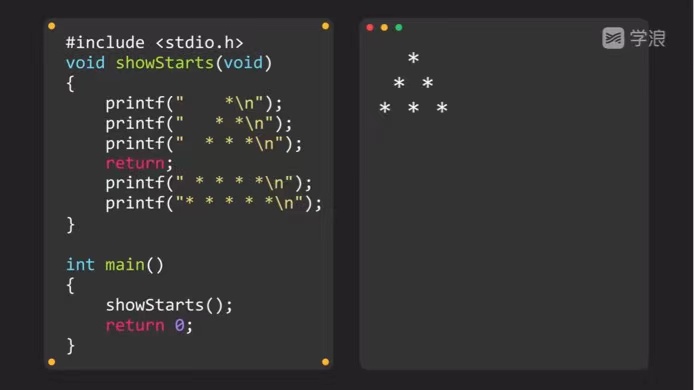 #include <stdio.h>
void showStarts(void)
{
    printf("    *\n");
    printf("   * *\n");
    printf("  * * *\n");
    return;
    printf(" * * * *\n");
    printf("* * * * *\n");
}
int main()
{
    showStarts();
    return 0;
}
学浪
    *
   * *
  * * *